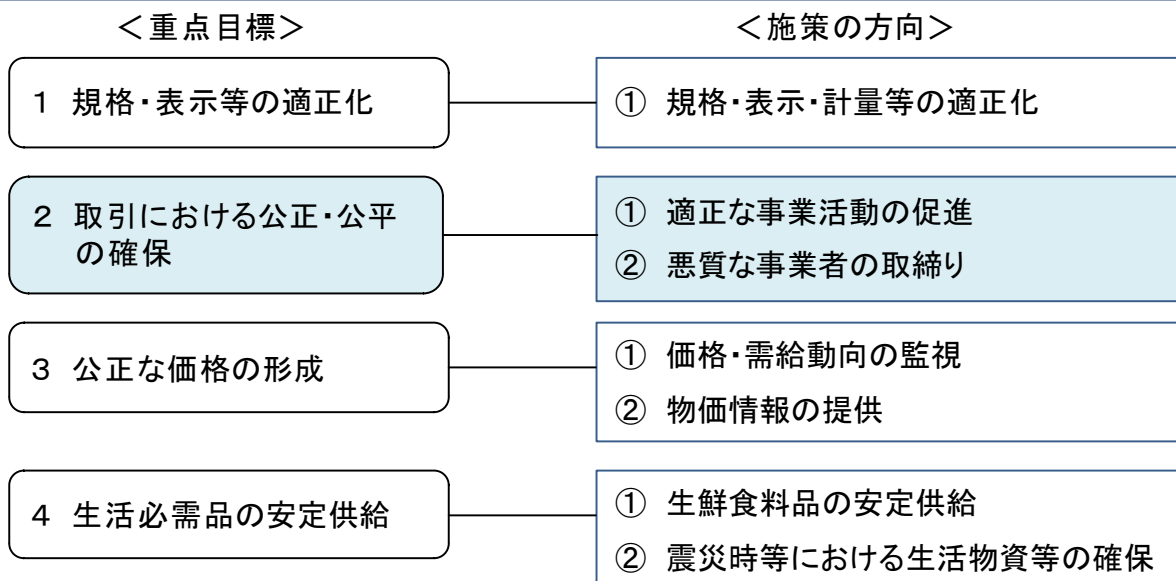 ＜重点目標＞
＜施策の方向＞
１ 規格・表示等の適正化
① 規格・表示・計量等の適正化
２ 取引における公正・公平
の確保
① 適正な事業活動の促進
② 悪質な事業者の取締り
３ 公正な価格の形成
① 価格・需給動向の監視
② 物価情報の提供
４ 生活必需品の安定供給
① 生鮮食料品の安定供給
② 震災時等における生活物資等の確保